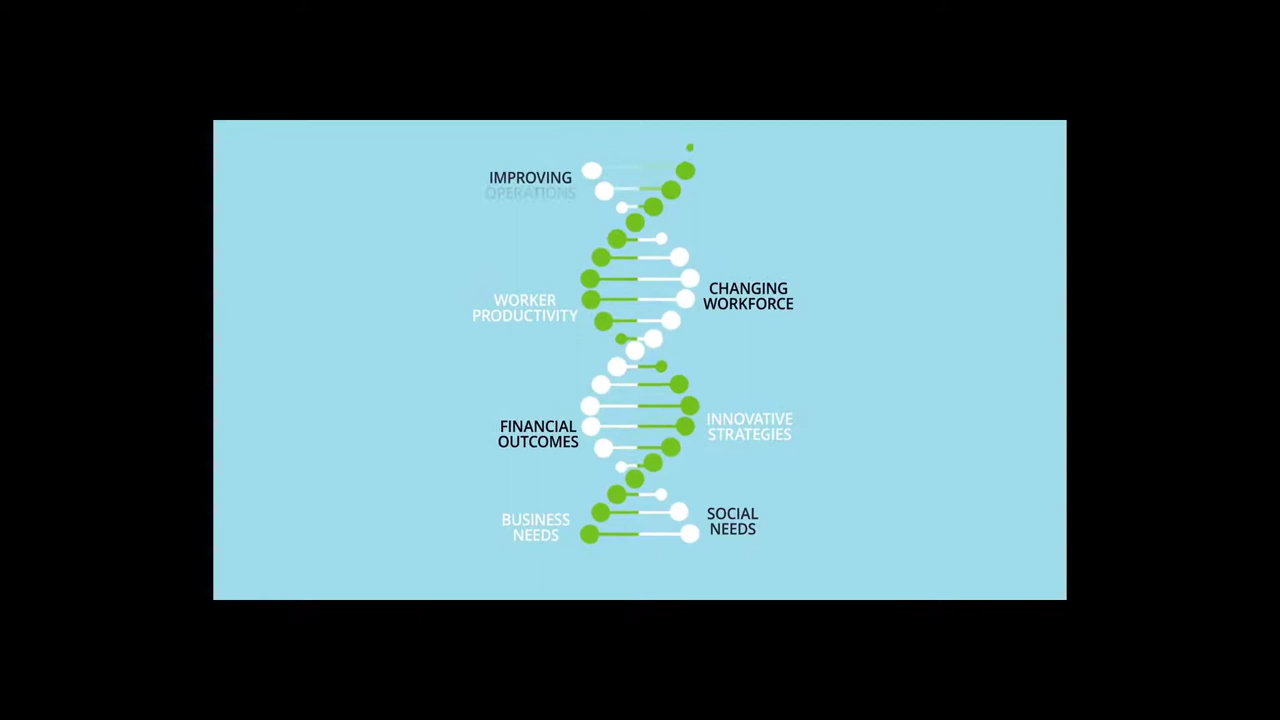 IMPROVING
OPERATIONS
WORKER
PRODUCTIVITY
CHANGING
WORKFORCE
FINANCIAL
OUTCOMES
INNOVATIVE
STRATEGIES
BUSINESS
NEEDS
SOCIAL
NEEDS